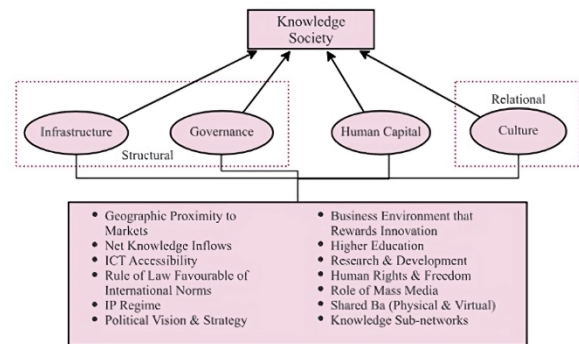 Knowledge
Society
Relational
Infrastructure
Governance
Human Capital
Culture
Structural
• Geographic Proximity to
Markets
• Net Knowledge Inflows
• ICT Accessibility
• Rule of Law Favourable of
International Norms
• IP Regime
• Political Vision & Strategy
• Business Environment that
Rewards Innovation
• Higher Education
• Research & Development
• Human Rights & Freedom
• Role of Mass Media
• Shared Ba (Physical & Virtual)
• Knowledge Sub-networks